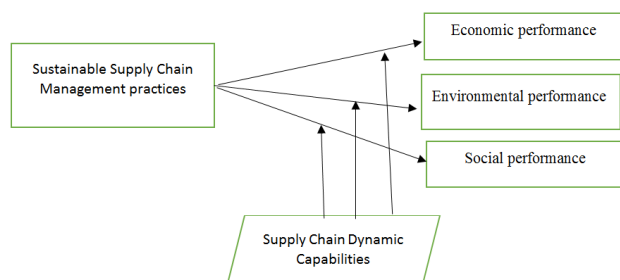 Economic performance
Sustainable Supply Chain
Management practices
Environmental performance
Social performance
Supply Chain Dynamic
Capabilities